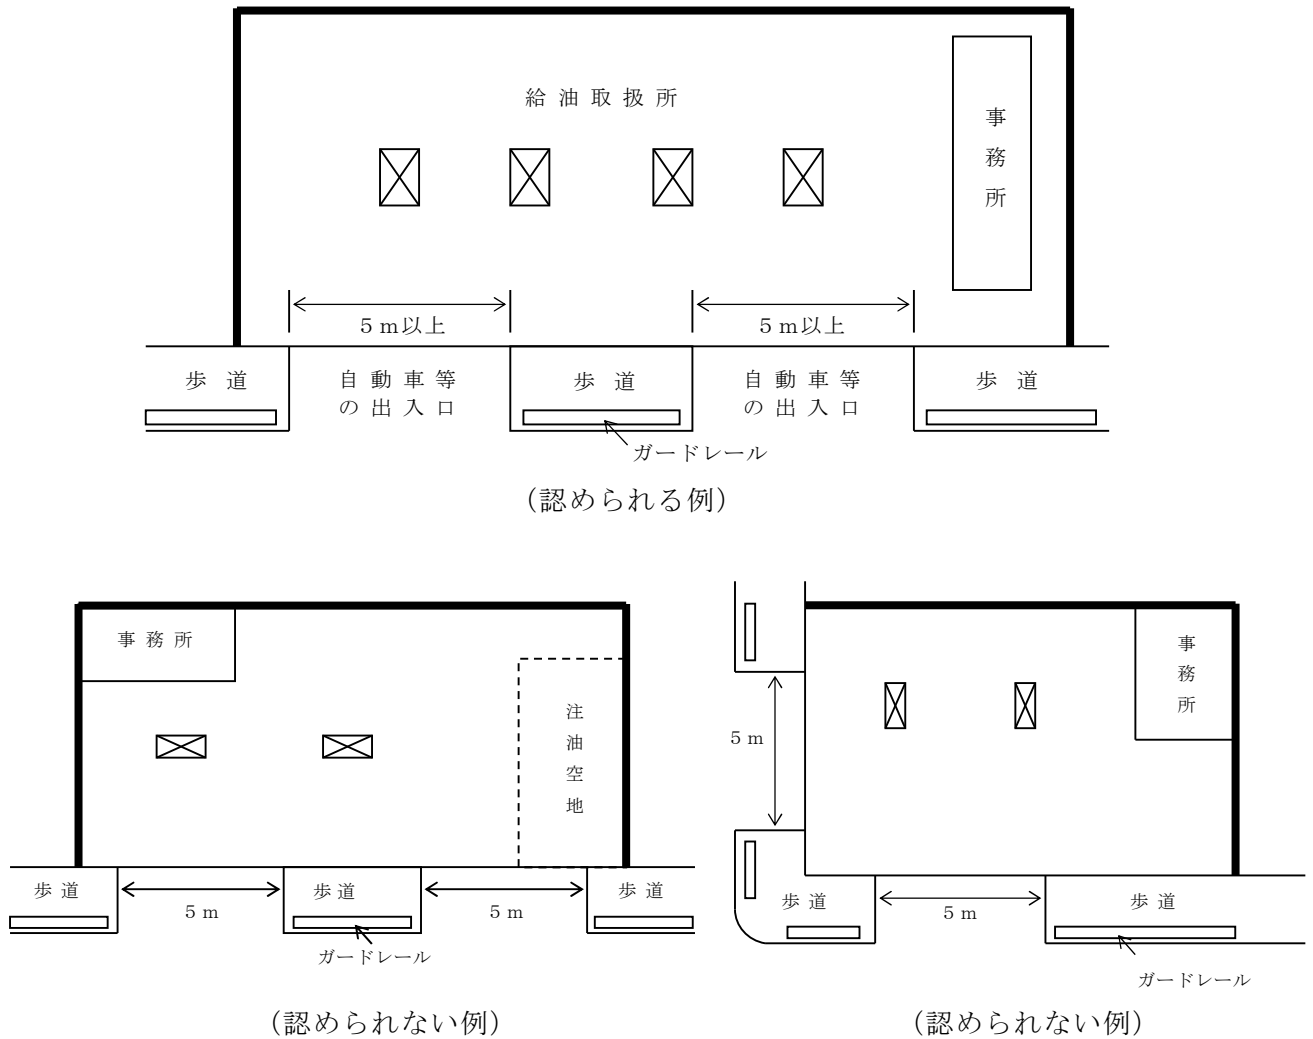 給油取扱所
事務所
５ｍ以上
５ｍ以上
歩道
自動車等
の出入口
歩道
自動車等
の出入口
歩道
ガードレール
（認められる例）
事務所
注油空地
歩道
５ｍ
歩道
５ｍ
歩道
ガードレール
（認められない例）
事務所
５ｍ
歩道
５ｍ
歩道
ガードレール
（認められない例）